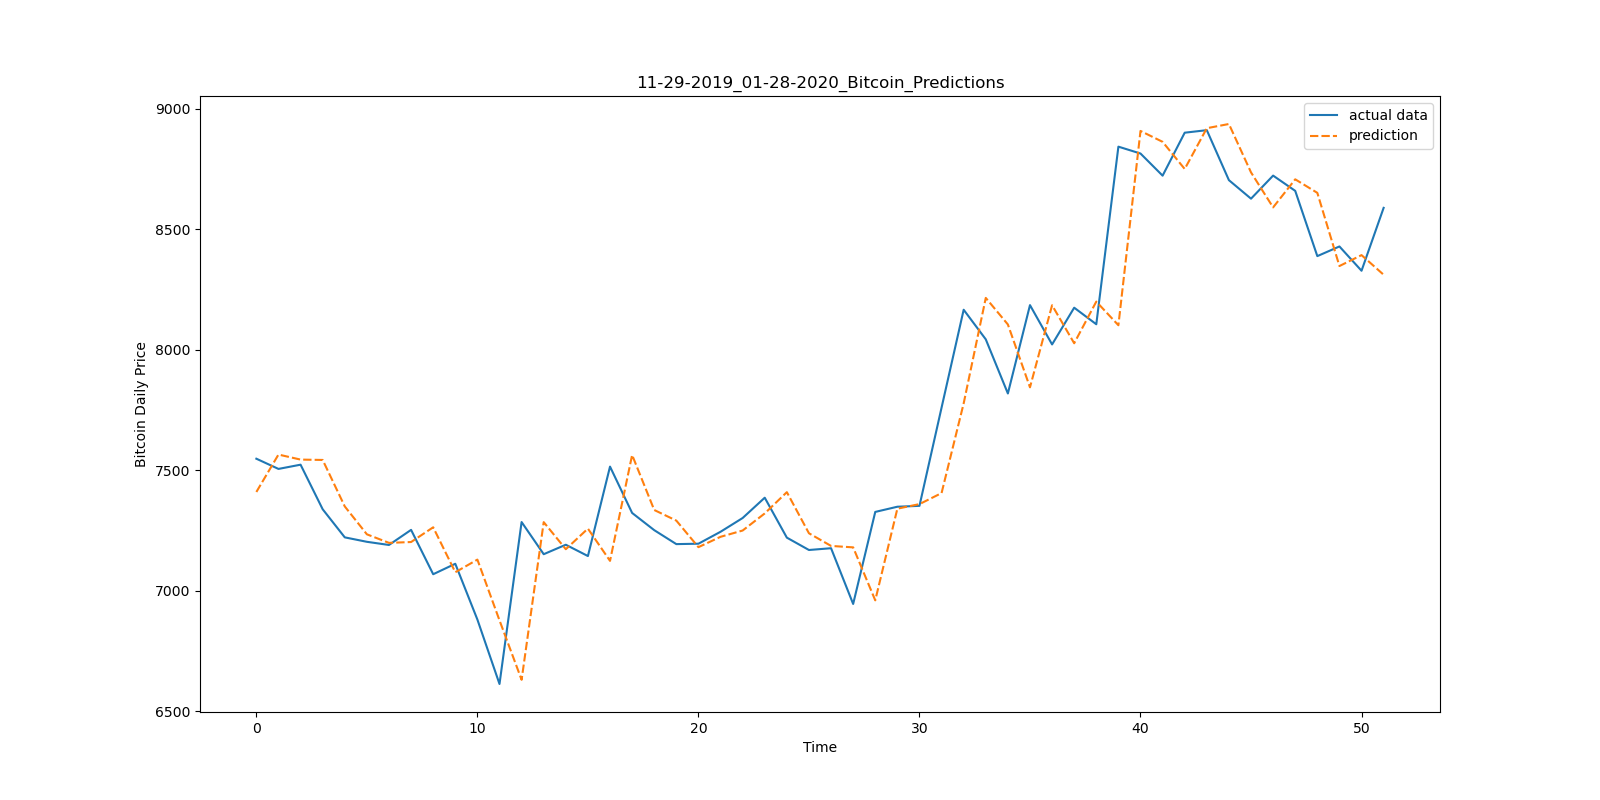 11-29-2019_01-28-2020_Bitcoin_Predictions
actual data
prediction
Bitcoin Daily Price
9000
8500
8000
7500
7000
6500
0 10 20 30 40 50
Time